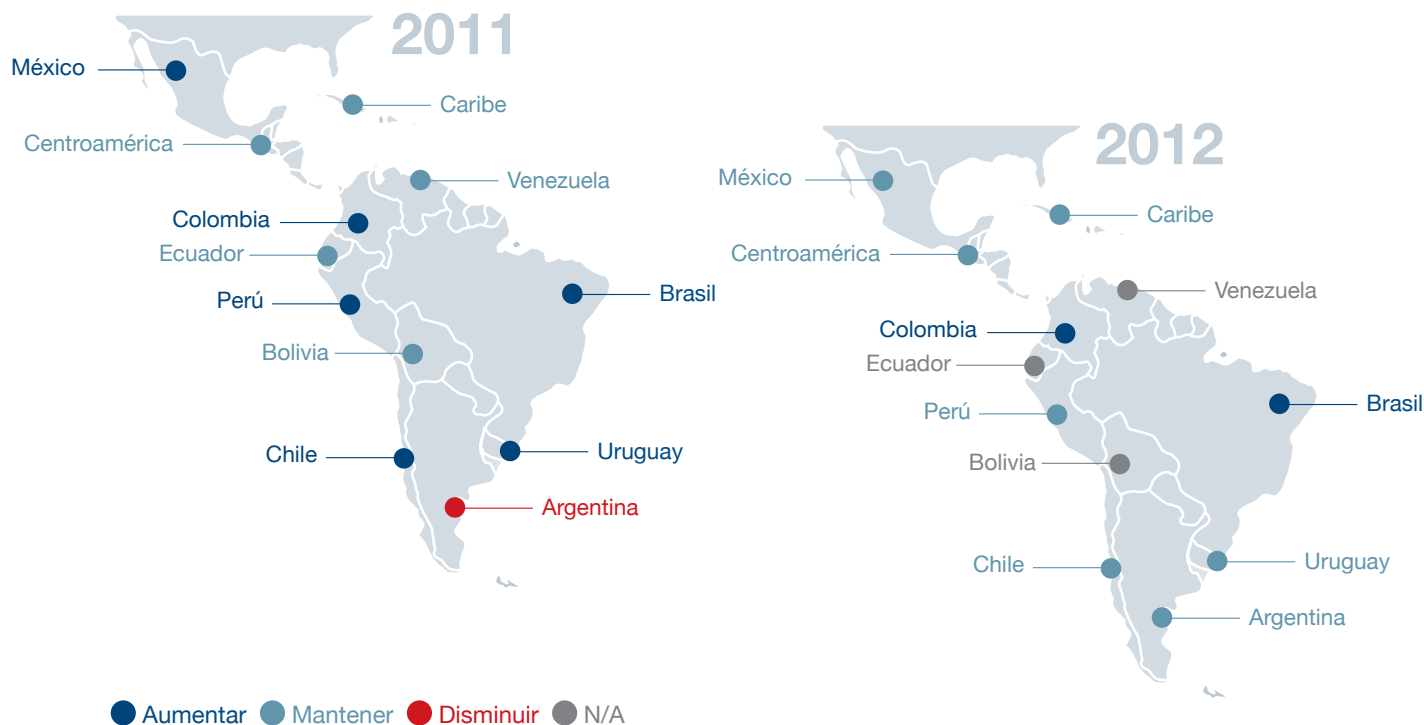 2011
México
Caribe
Centroamérica
Venezuela
Colombia
Ecuador
Perú
Brasil
Bolivia
Chile
Uruguay
Argentina
2012
México
Caribe
Centroamérica
Venezuela
Colombia
Ecuador
Perú
Brasil
Bolivia
Chile
Uruguay
Argentina
Aumentar Mantener Disminuir N/A